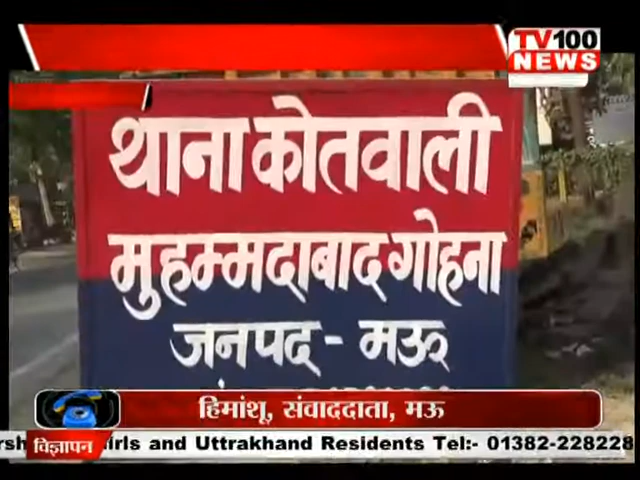 TV100
NEWS
थाना कोतवाली
मुहम्मदाबाद गोहना
जनपद - मऊ
हिमांशू, संवाददाता, मऊ
विज्ञापन
irls and Uttrakhand Residents Tel:- 01382-228228